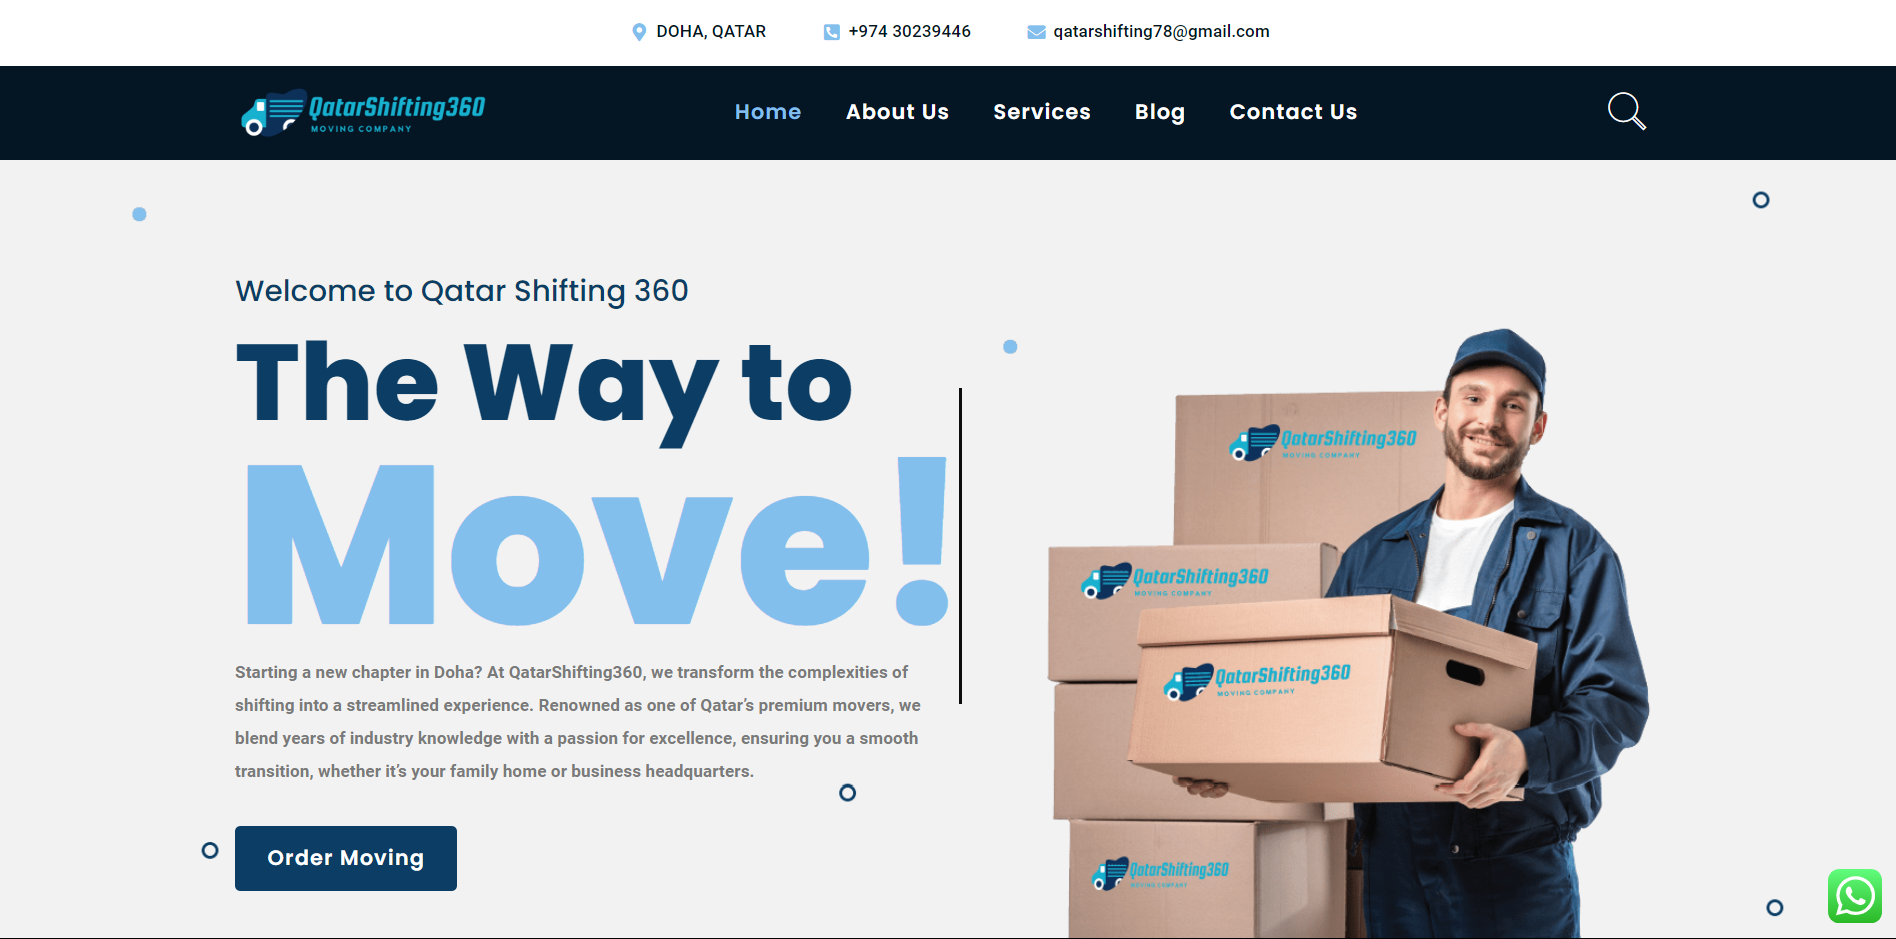 DOHA, QATAR
+974 30239446
qatarshifting78@gmail.com
QatarShifting360
MOVING COMPANY
Home
About Us
Services
Blog
Contact Us
Welcome to Qatar Shifting 360
The Way to
Move!
Starting a new chapter in Doha? At QatarShifting360, we transform the complexities of
shifting into a streamlined experience. Renowned as one of Qatar’s premium movers, we
blend years of industry knowledge with a passion for excellence, ensuring you a smooth
transition, whether it’s your family home or business headquarters.
Order Moving
QatarShifting360
MOVING COMPANY
QatarShifting360
MOVING COMPANY
QatarShifting360
MOVING COMPANY
QatarShifting360
MOVING COMPANY